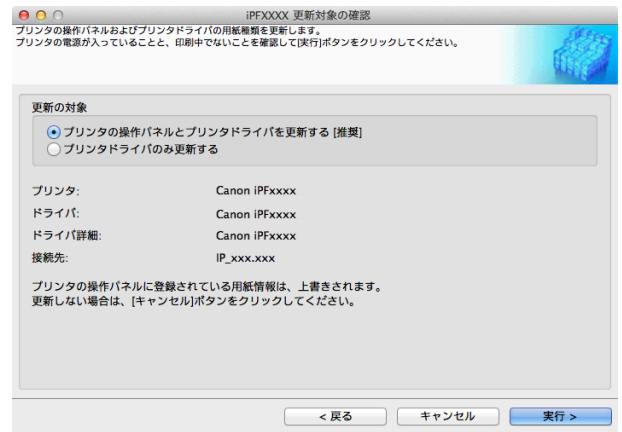 iPFXXXX 更新対象の確認
プリンタの操作パネルおよびプリンタドライバの用紙種類を更新します。
プリンタの電源が入っていることと、印刷中でないことを確認して[実行]ボタンをクリックしてください。
更新の対象
プリンタの操作パネルとプリンタドライバを更新する [推奨]
プリンタドライバのみ更新する
プリンタ: Canon iPFxxxx
ドライバ: Canon iPFxxxx
ドライバ詳細: Canon iPFxxxx
接続先: IP_xxx.xxx
プリンタの操作パネルに登録されている用紙情報は、上書きされます。
更新しない場合は、[キャンセル]ボタンをクリックしてください。
< 戻る キャンセル 実行 >